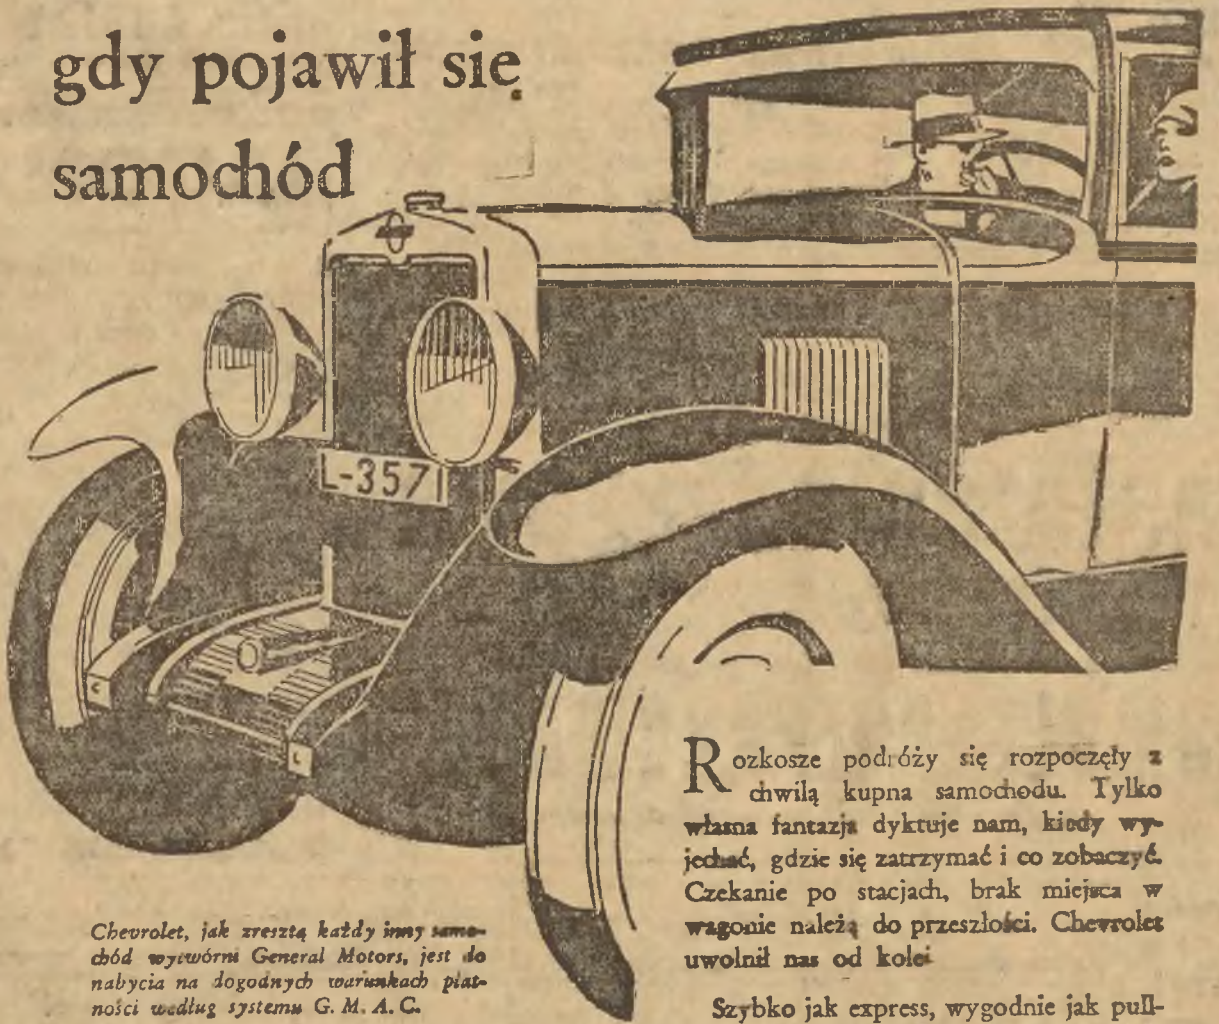 gdy pojawił się
samochód
L-3571
Rozkosze podróży się rozpoczęły z
chwilą kupna samochodu. Tylko
własna fantazja dyktuje nam, kiedy wy-
jechać, gdzie się zatrzymać i co zobaczyć.
Czekanie po stacjach, brak miejsca w
wagonie należą do przeszłości. Chevrolet
uwolnił nas od kolei
Szybko jak express, wygodnie jak pull-
Chevrolet, jak zresztą każdy inny samo-
chód wytwórni General Motors, jest do
nabycia na dogodnych warunkach płat-
ności według systemu G. M. A. C.